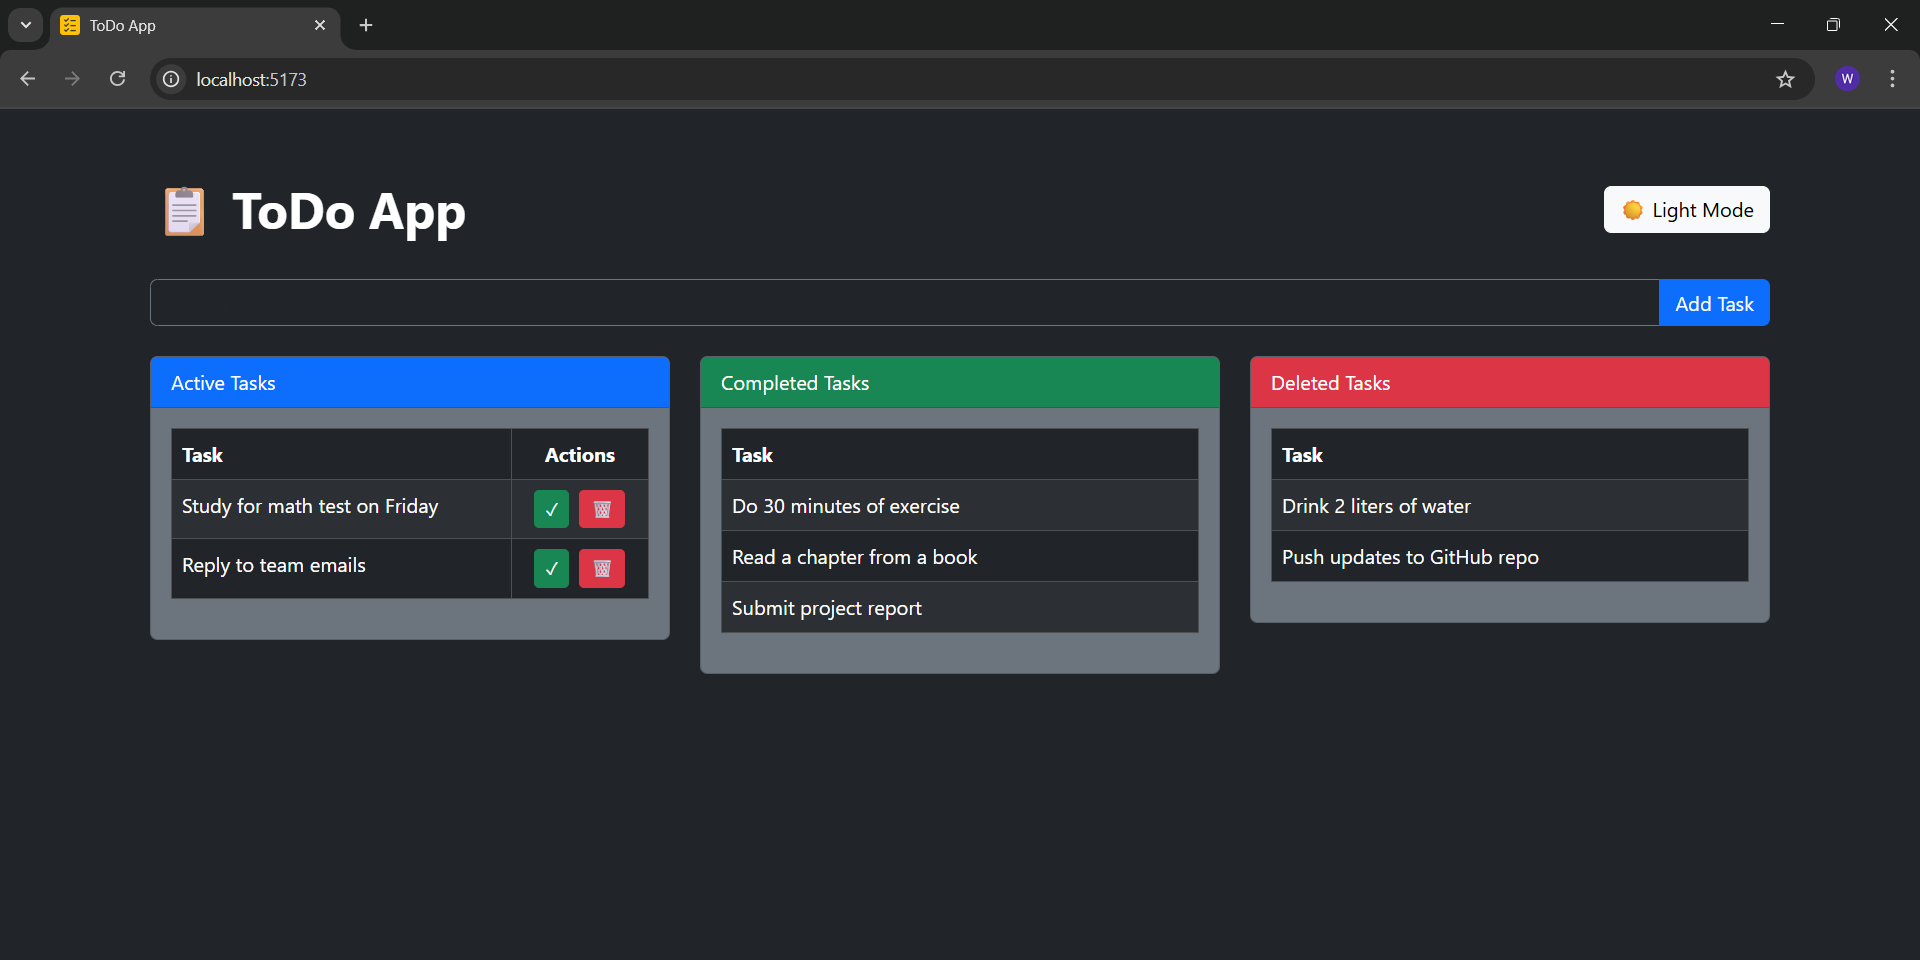 ToDo App
localhost:5173
W
ToDo App
Light Mode
Add Task
Active Tasks
Task Actions
Study for math test on Friday
Reply to team emails
Completed Tasks
Task
Do 30 minutes of exercise
Read a chapter from a book
Submit project report
Deleted Tasks
Task
Drink 2 liters of water
Push updates to GitHub repo